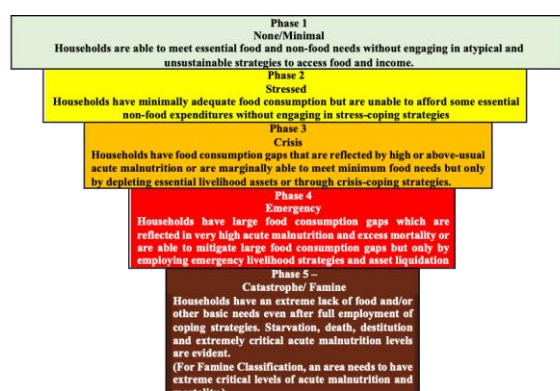 Phase 1
None/Minimal
Households are able to meet essential food and non-food needs without engaging in atypical and
unsustainable strategies to access food and income.
Phase 2
Stressed
Households have minimally adequate food consumption but are unable to afford some essential
non-food expenditures without engaging in stress-coping strategies
Phase 3
Crisis
Households have food consumption gaps that are reflected by high or above-usual
acute malnutrition or are marginally able to meet minimum food needs but only
by depleting essential livelihood assets or through crisis-coping strategies.
Phase 4
Emergency
Households have large food consumption gaps which are
reflected in very high acute malnutrition and excess mortality or
are able to mitigate large food consumption gaps but only by
employing emergency livelihood strategies and asset liquidation
Phase 5 –
Catastrophe/ Famine
Households have an extreme lack of food and/or
other basic needs even after full employment of
coping strategies. Starvation, death, destitution
and extremely critical acute malnutrition levels
are evident.
(For Famine Classification, an area needs to have
extreme critical levels of acute malnutrition and